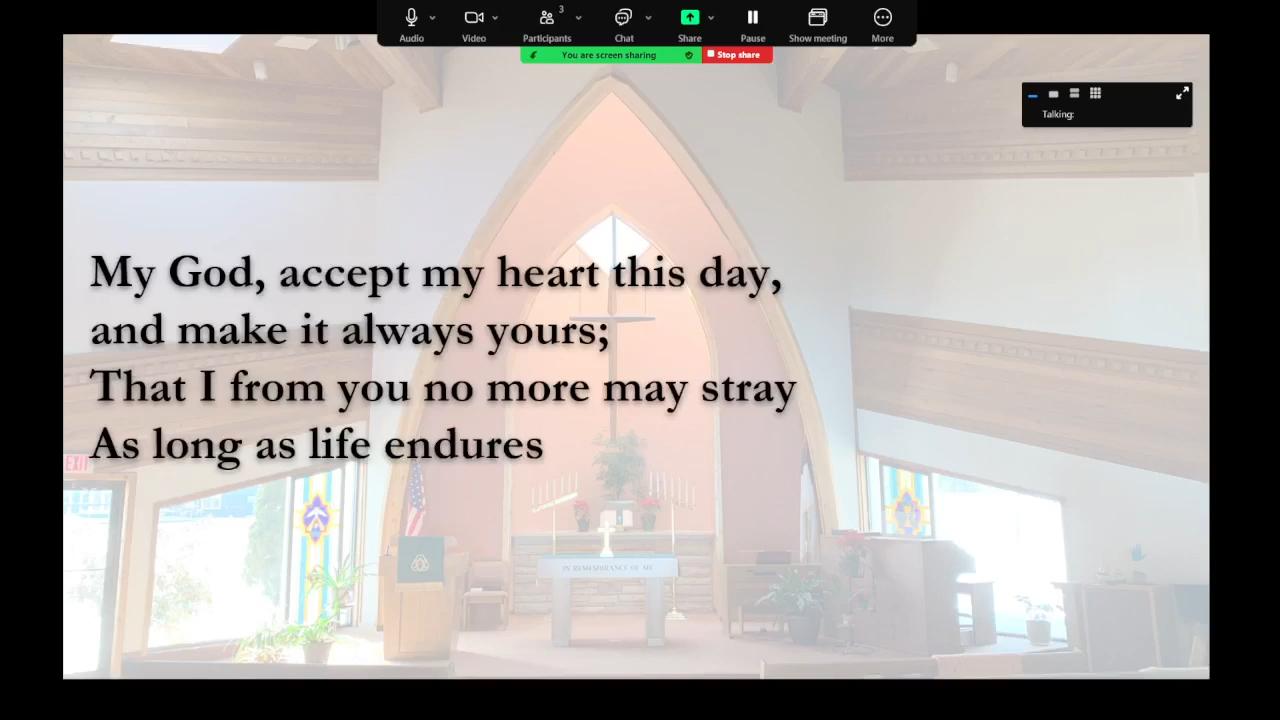 3
Audio
Video
Participants
Chat
Share
Pause
Show meeting
More
You are screen sharing
Stop share
Talking:
My God, accept my heart this day,
and make it always yours;
That I from you no more may stray
As long as life endures
EXIT
IN REMEMBRANCE OF ME